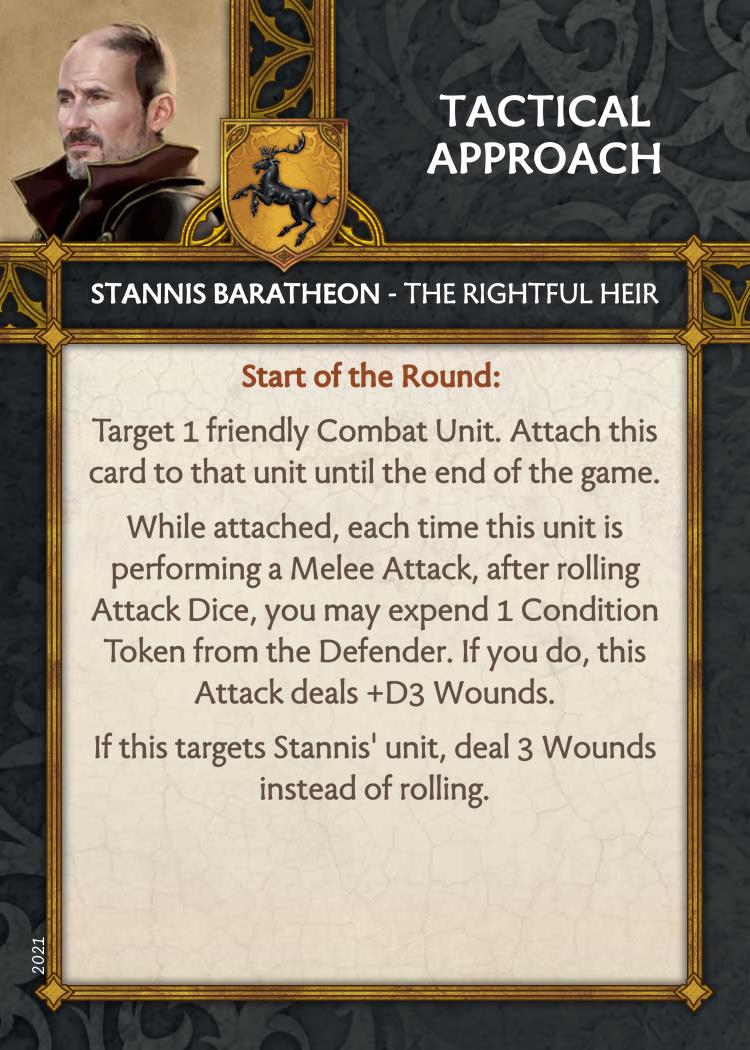 TACTICAL
APPROACH
STANNIS BARATHEON - THE RIGHTFUL HEIR
Start of the Round:
Target 1 friendly Combat Unit. Attach this
card to that unit until the end of the game.
While attached, each time this unit is
performing a Melee Attack, after rolling
Attack Dice, you may expend 1 Condition
Token from the Defender. If you do, this
Attack deals +D3 Wounds.
If this targets Stannis' unit, deal 3 Wounds
instead of rolling.
2021